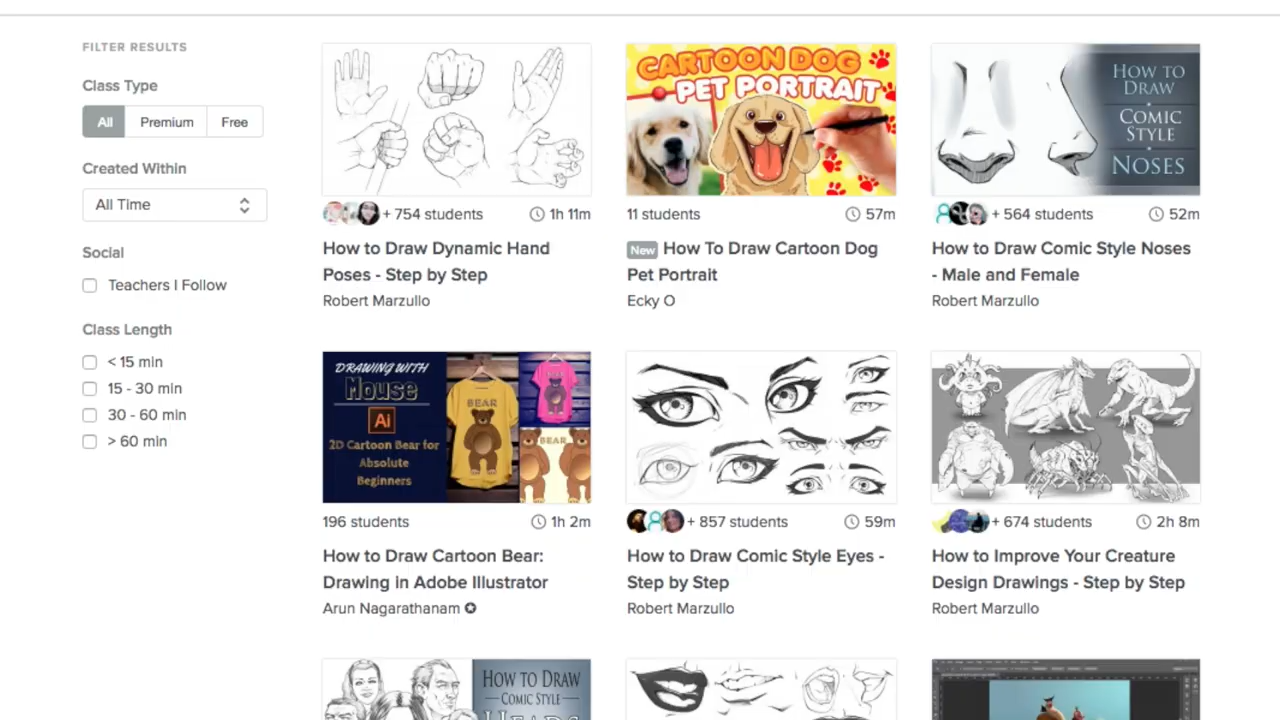 FILTER RESULTS
Class Type
All Premium Free
Created Within
All Time
Social
Teachers I Follow
Class Length
< 15 min
15 - 30 min
30 - 60 min
> 60 min
+ 754 students 1h 11m
How to Draw Dynamic Hand
Poses - Step by Step
Robert Marzullo
CARTOON DOG
PET PORTRAIT
11 students 57m
New How To Draw Cartoon Dog
Pet Portrait
Ecky O
HOW TO
DRAW
COMIC
STYLE
NOSES
+ 564 students 52m
How to Draw Comic Style Noses
- Male and Female
Robert Marzullo
DRAWING WITH
Mouse
Ai
2D Cartoon Bear for
Absolute
Beginners
BEAR
BEAR
196 students 1h 2m
How to Draw Cartoon Bear:
Drawing in Adobe Illustrator
Arun Nagarathanam
+ 857 students 59m
How to Draw Comic Style Eyes -
Step by Step
Robert Marzullo
+ 674 students 2h 8m
How to Improve Your Creature
Design Drawings - Step by Step
Robert Marzullo
HOW TO DRAW
COMIC STYLE
HEADS